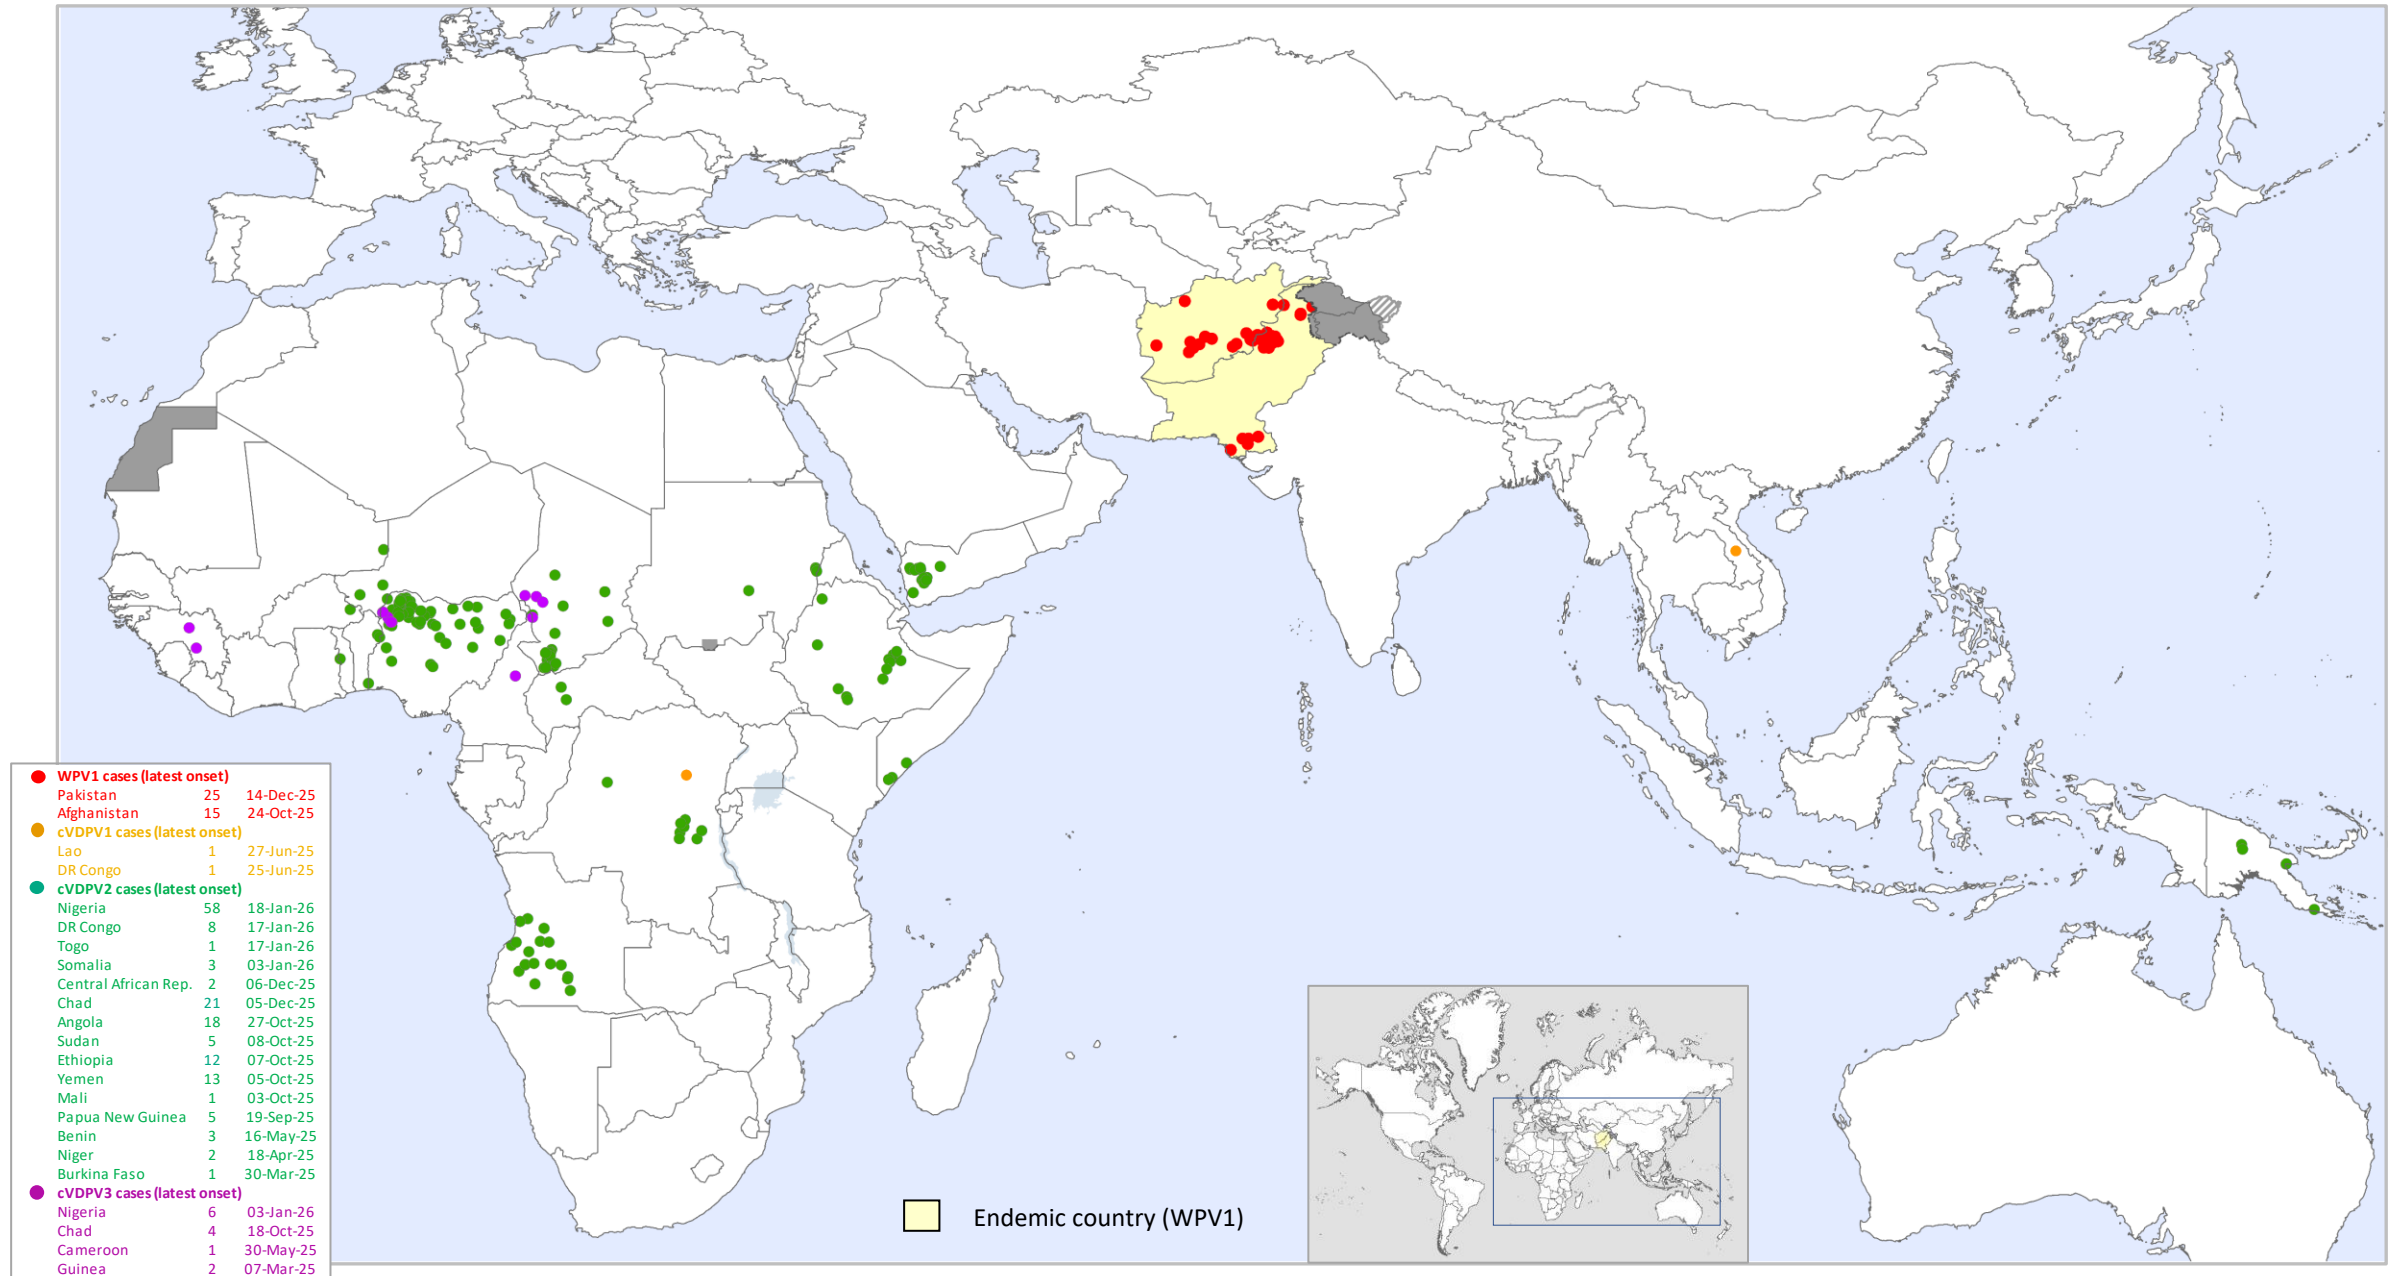 WPV1 cases (latest onset)
Pakistan 25 14-Dec-25
Afghanistan 15 24-Oct-25
cVDPV1 cases (latest onset)
Lao 1 27-Jun-25
DR Congo 1 25-Jun-25
cVDPV2 cases (latest onset)
Nigeria 58 18-Jan-26
DR Congo 8 17-Jan-26
Togo 1 17-Jan-26
Somalia 3 03-Jan-26
Central African Rep. 2 06-Dec-25
Chad 21 05-Dec-25
Angola 18 27-Oct-25
Sudan 5 08-Oct-25
Ethiopia 12 07-Oct-25
Yemen 13 05-Oct-25
Mali 1 03-Oct-25
Papua New Guinea 5 19-Sep-25
Benin 3 16-May-25
Niger 2 18-Apr-25
Burkina Faso 1 30-Mar-25
cVDPV3 cases (latest onset)
Nigeria 6 03-Jan-26
Chad 4 18-Oct-25
Cameroon 1 30-May-25
Guinea 2 07-Mar-25
Endemic country (WPV1)